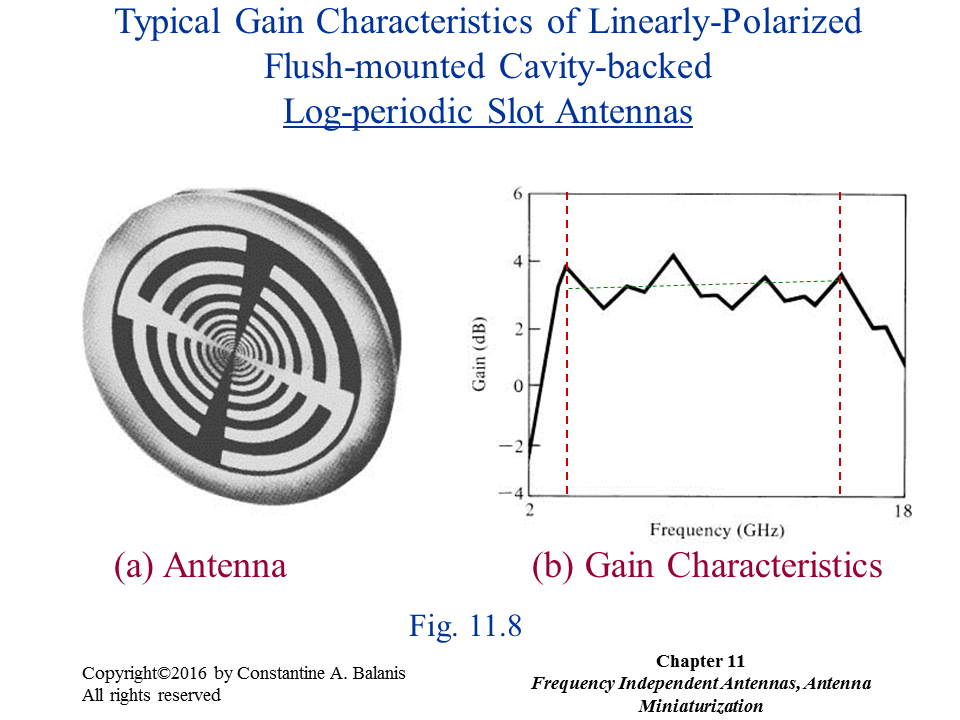 Typical Gain Characteristics of Linearly-Polarized
Flush-mounted Cavity-backed
Log-periodic Slot Antennas
6
4
2
0
−2
−4
Gain (dB)
2
18
Frequency (GHz)
(a) Antenna
(b) Gain Characteristics
Fig. 11.8
Copyright©2016 by Constantine A. Balanis
All rights reserved
Chapter 11
Frequency Independent Antennas, Antenna
Miniaturization